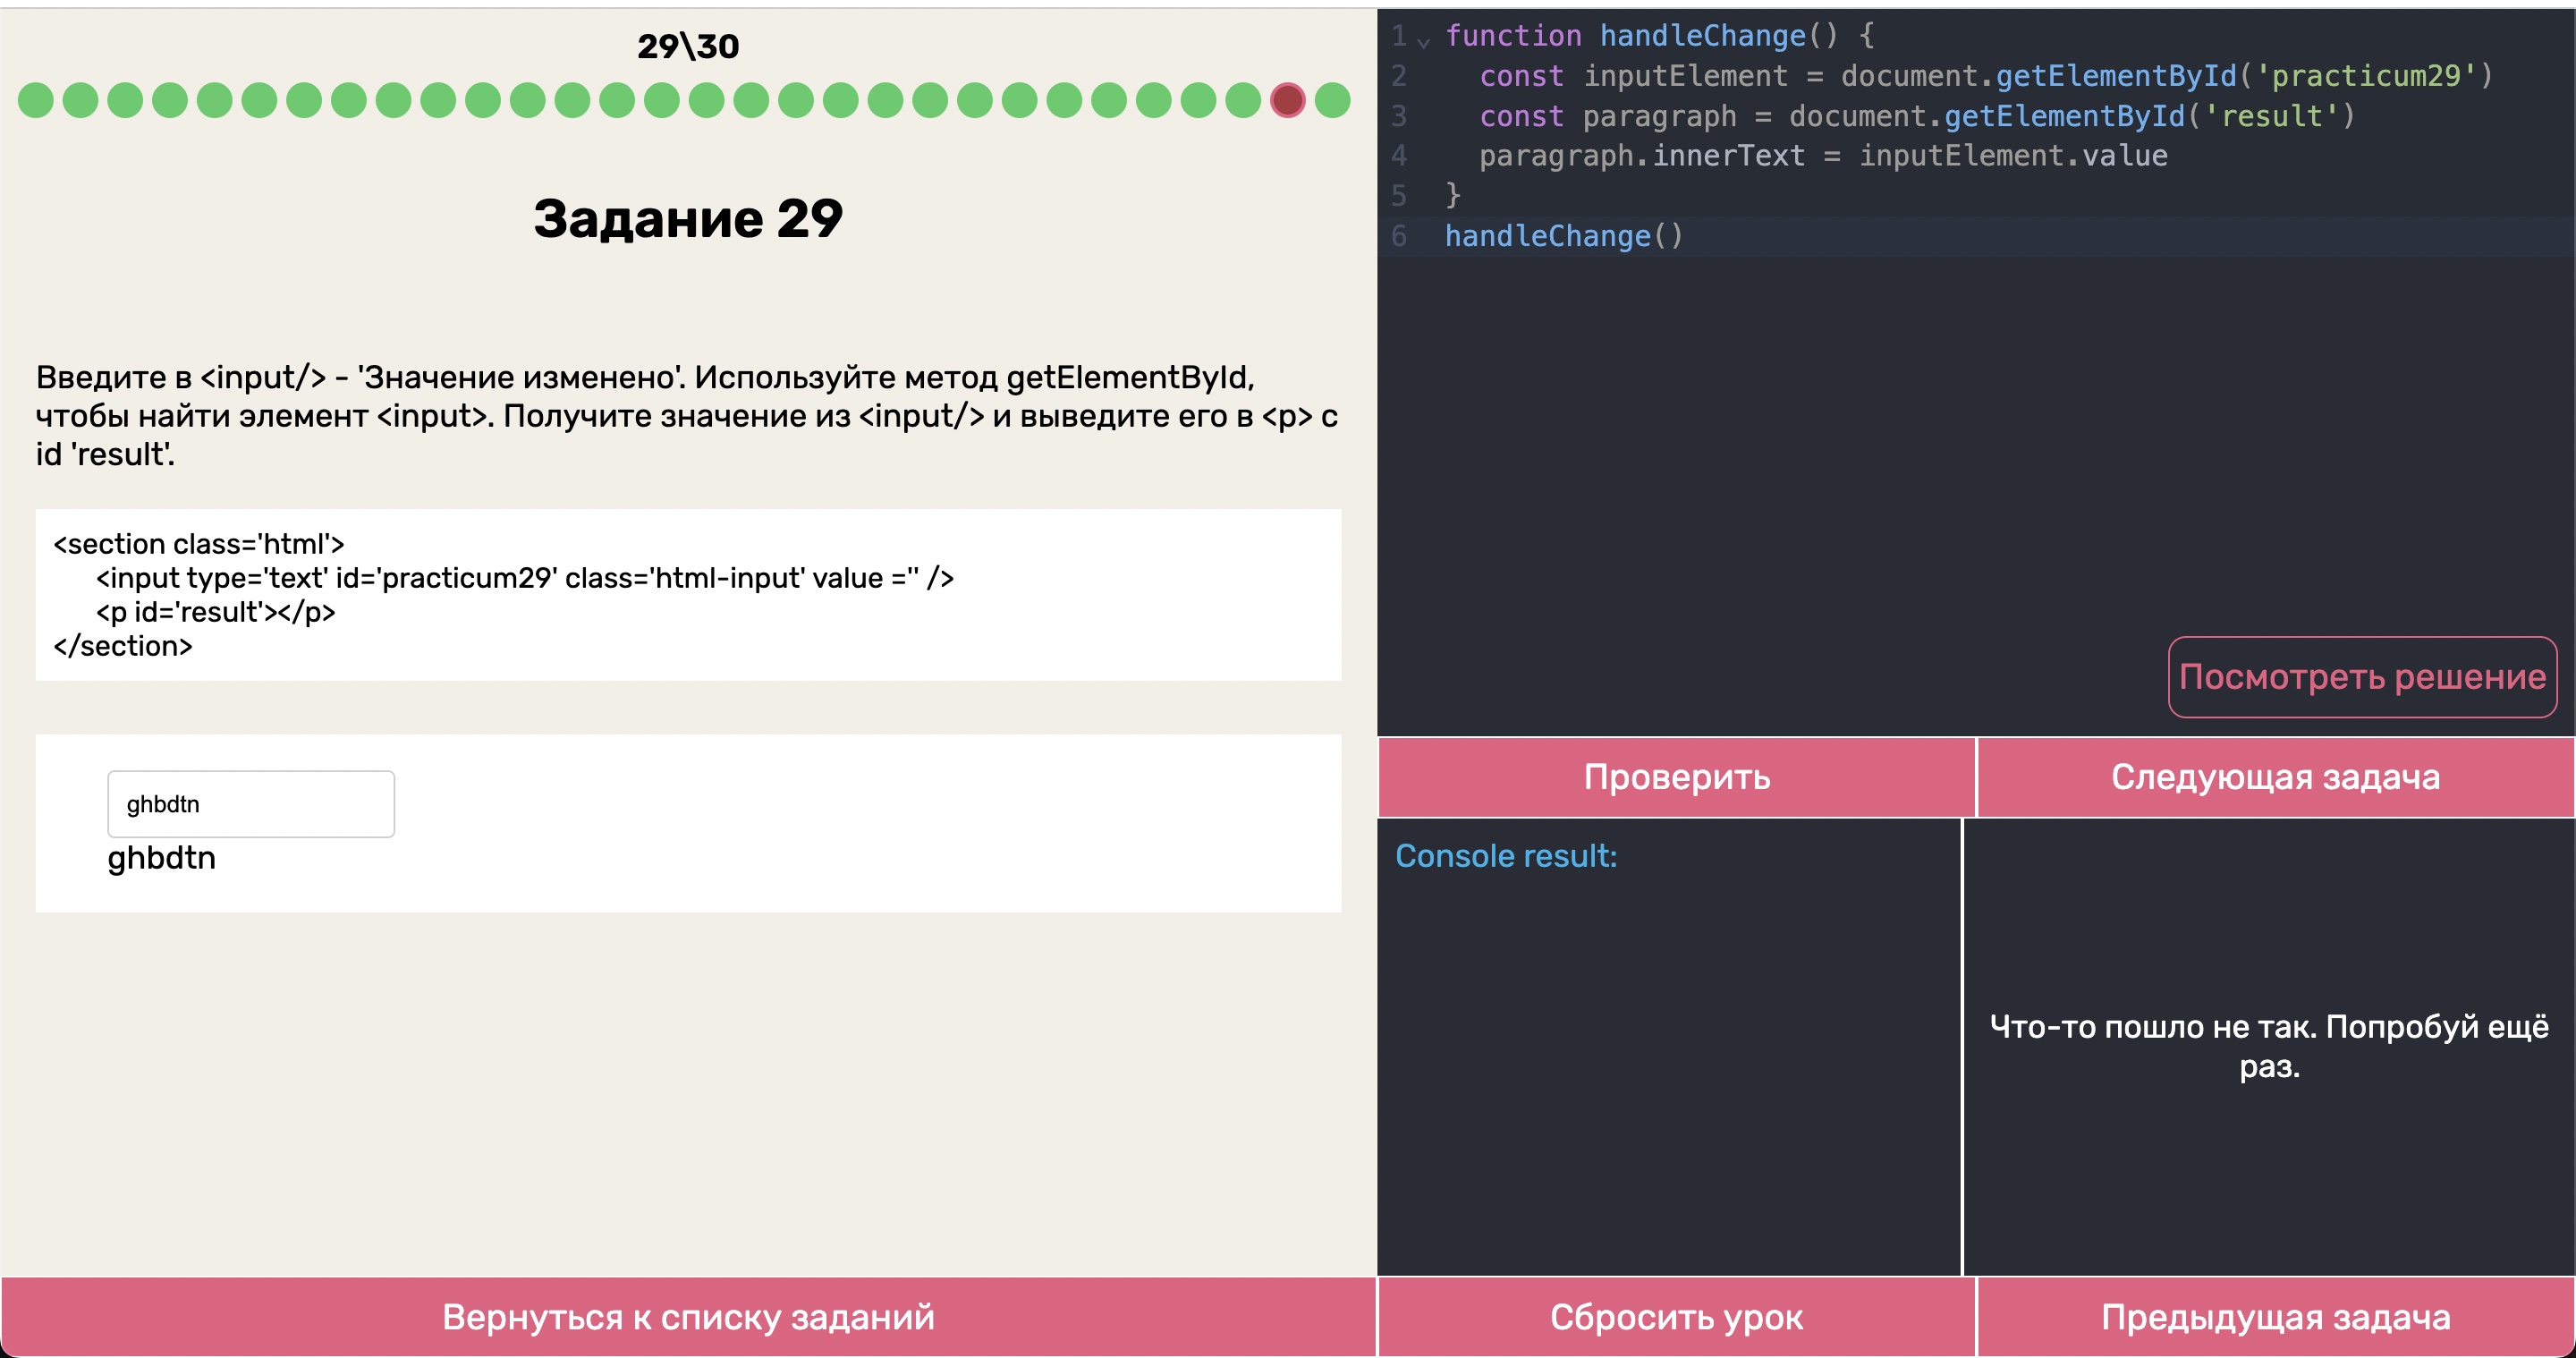 29\30
Задание 29
Введите в <input/> - 'Значение изменено'. Используйте метод getElementById,
чтобы найти элемент <input>. Получите значение из <input/> и выведите его в <p> с
id 'result'.
<section class='html'>
<input type='text' id='practicum29' class='html-input' value ='' />
<p id='result'></p>
</section>
ghbdtn
ghbdtn
Вернуться к списку заданий
1 function handleChange() {
2 const inputElement = document.getElementById('practicum29')
3 const paragraph = document.getElementById('result')
4 paragraph.innerText = inputElement.value
5 }
6 handleChange()
Посмотреть решение
Проверить
Следующая задача
Console result:
Что-то пошло не так. Попробуй ещё
раз.
Сбросить урок
Предыдущая задача